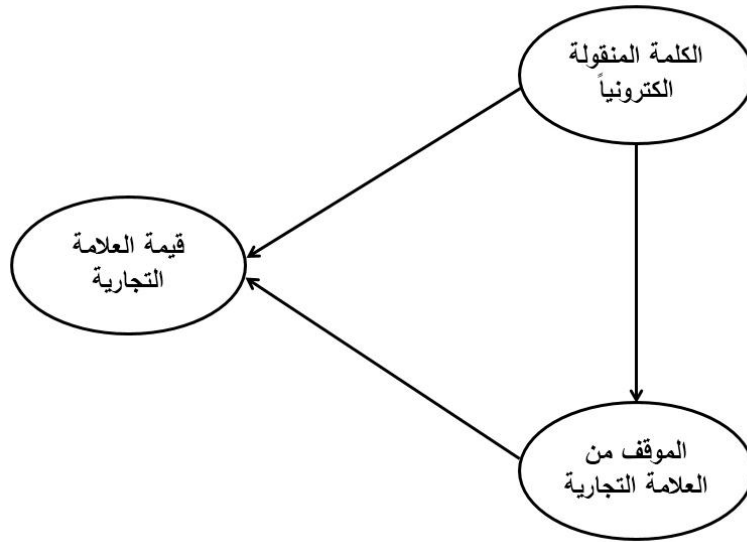 الكلمة المنقولة
الكترونياً
قيمة العلامة
التجارية
الموقف من
العلامة التجارية